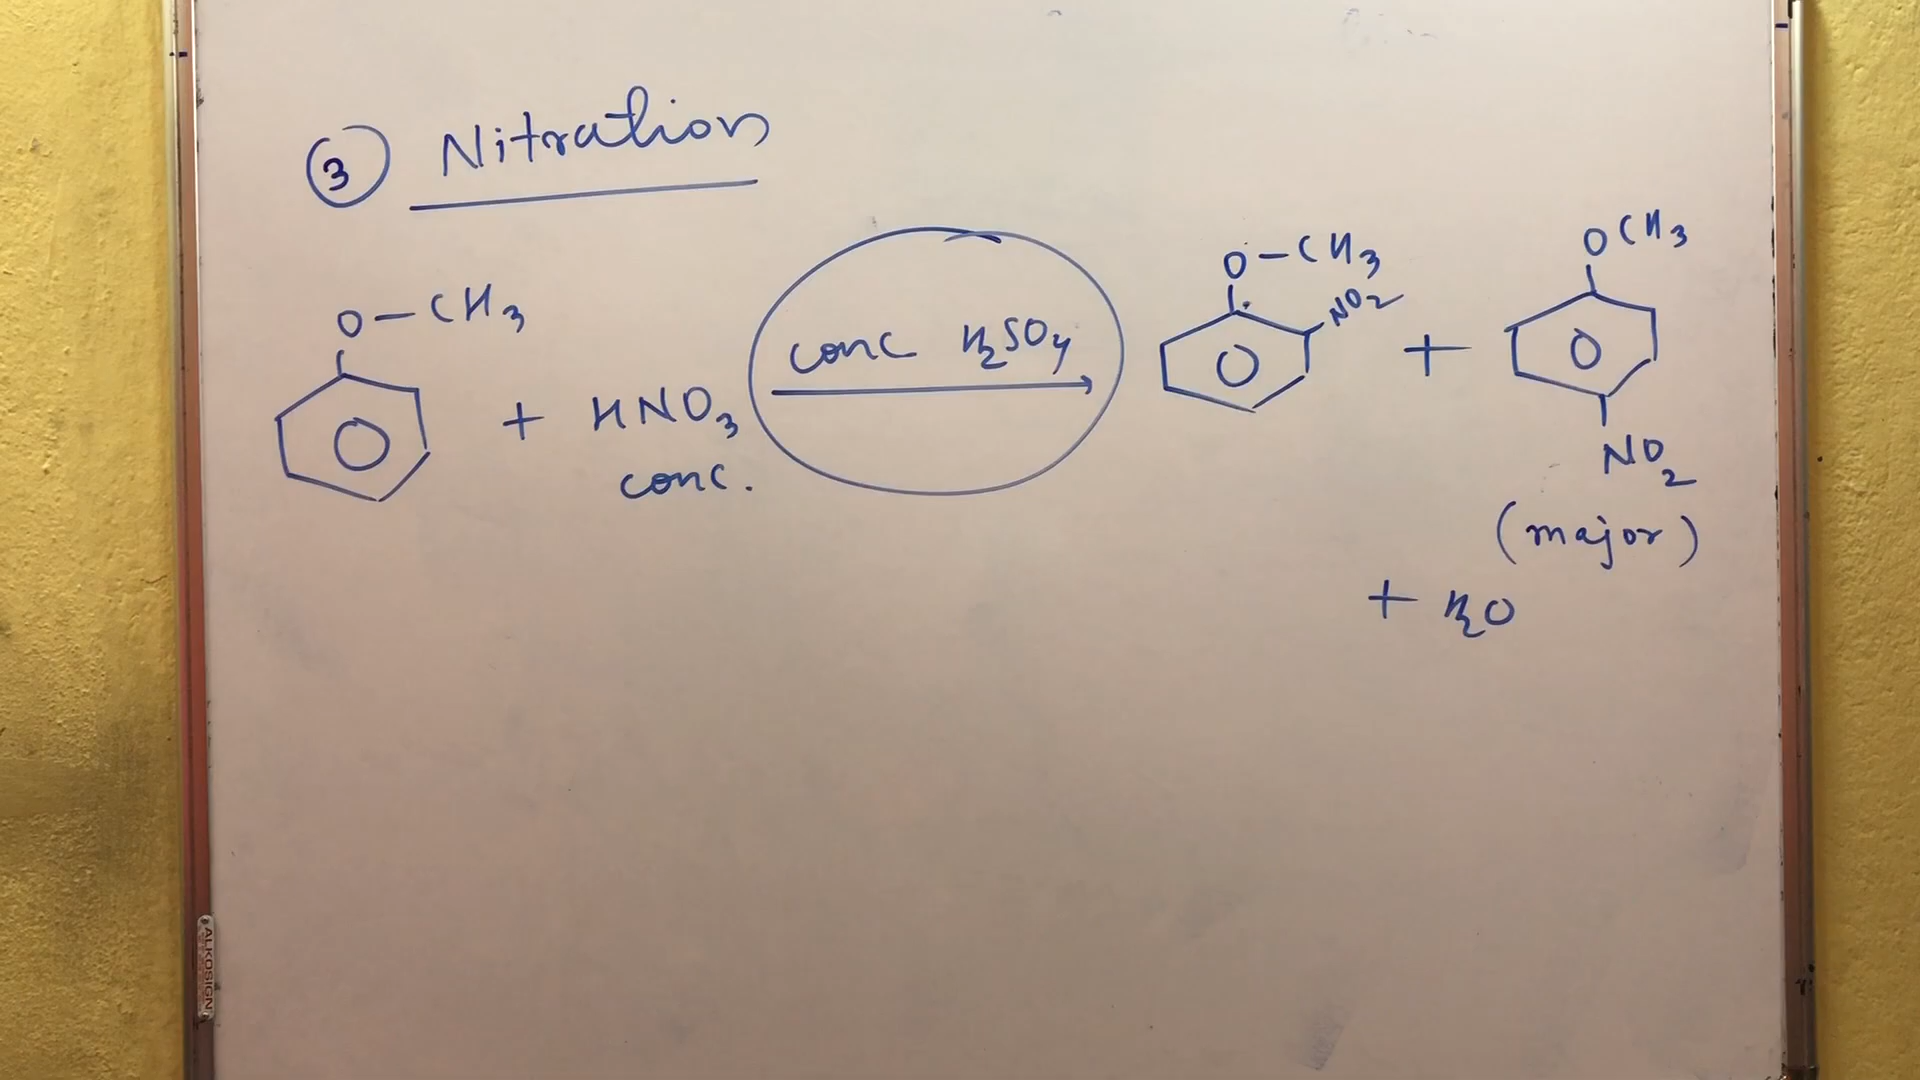 ③ Nitration
O-CH3 + HNO3 conc. conc H2SO4 O-CH3 NO2 + OCH3 NO2
(major)
+ H2O
ALKOSIGN